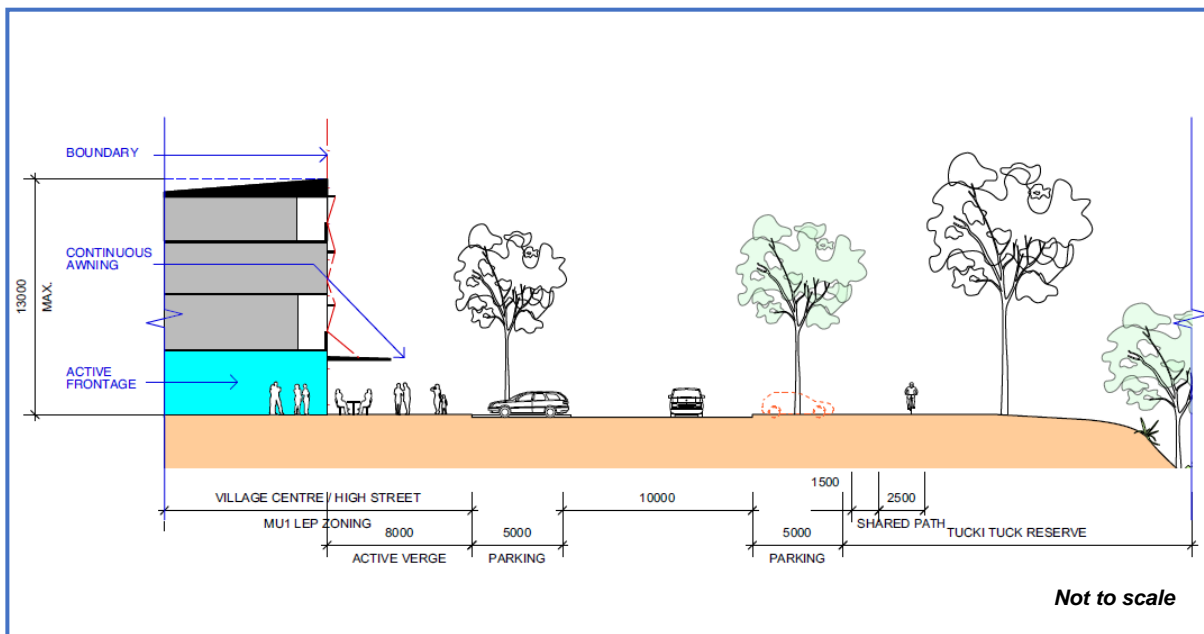 BOUNDARY
CONTINUOUS
AWNING
13000
MAX.
ACTIVE
FRONTAGE
VILLAGE CENTRE / HIGH STREET
MU1 LEP ZONING
8000
ACTIVE VERGE
5000
PARKING
10000
5000
PARKING
1500
2500
SHARED PATH
TUCKI TUCK RESERVE
Not to scale